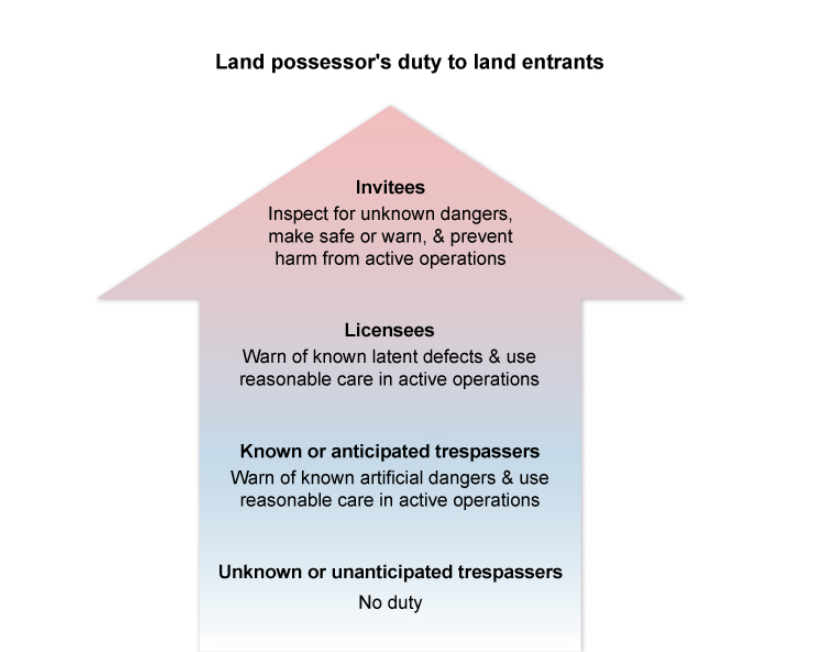 Land possessor's duty to land entrants
Invitees
Inspect for unknown dangers,
make safe or warn, & prevent
harm from active operations
Licensees
Warn of known latent defects & use
reasonable care in active operations
Known or anticipated trespassers
Warn of known artificial dangers & use
reasonable care in active operations
Unknown or unanticipated trespassers
No duty